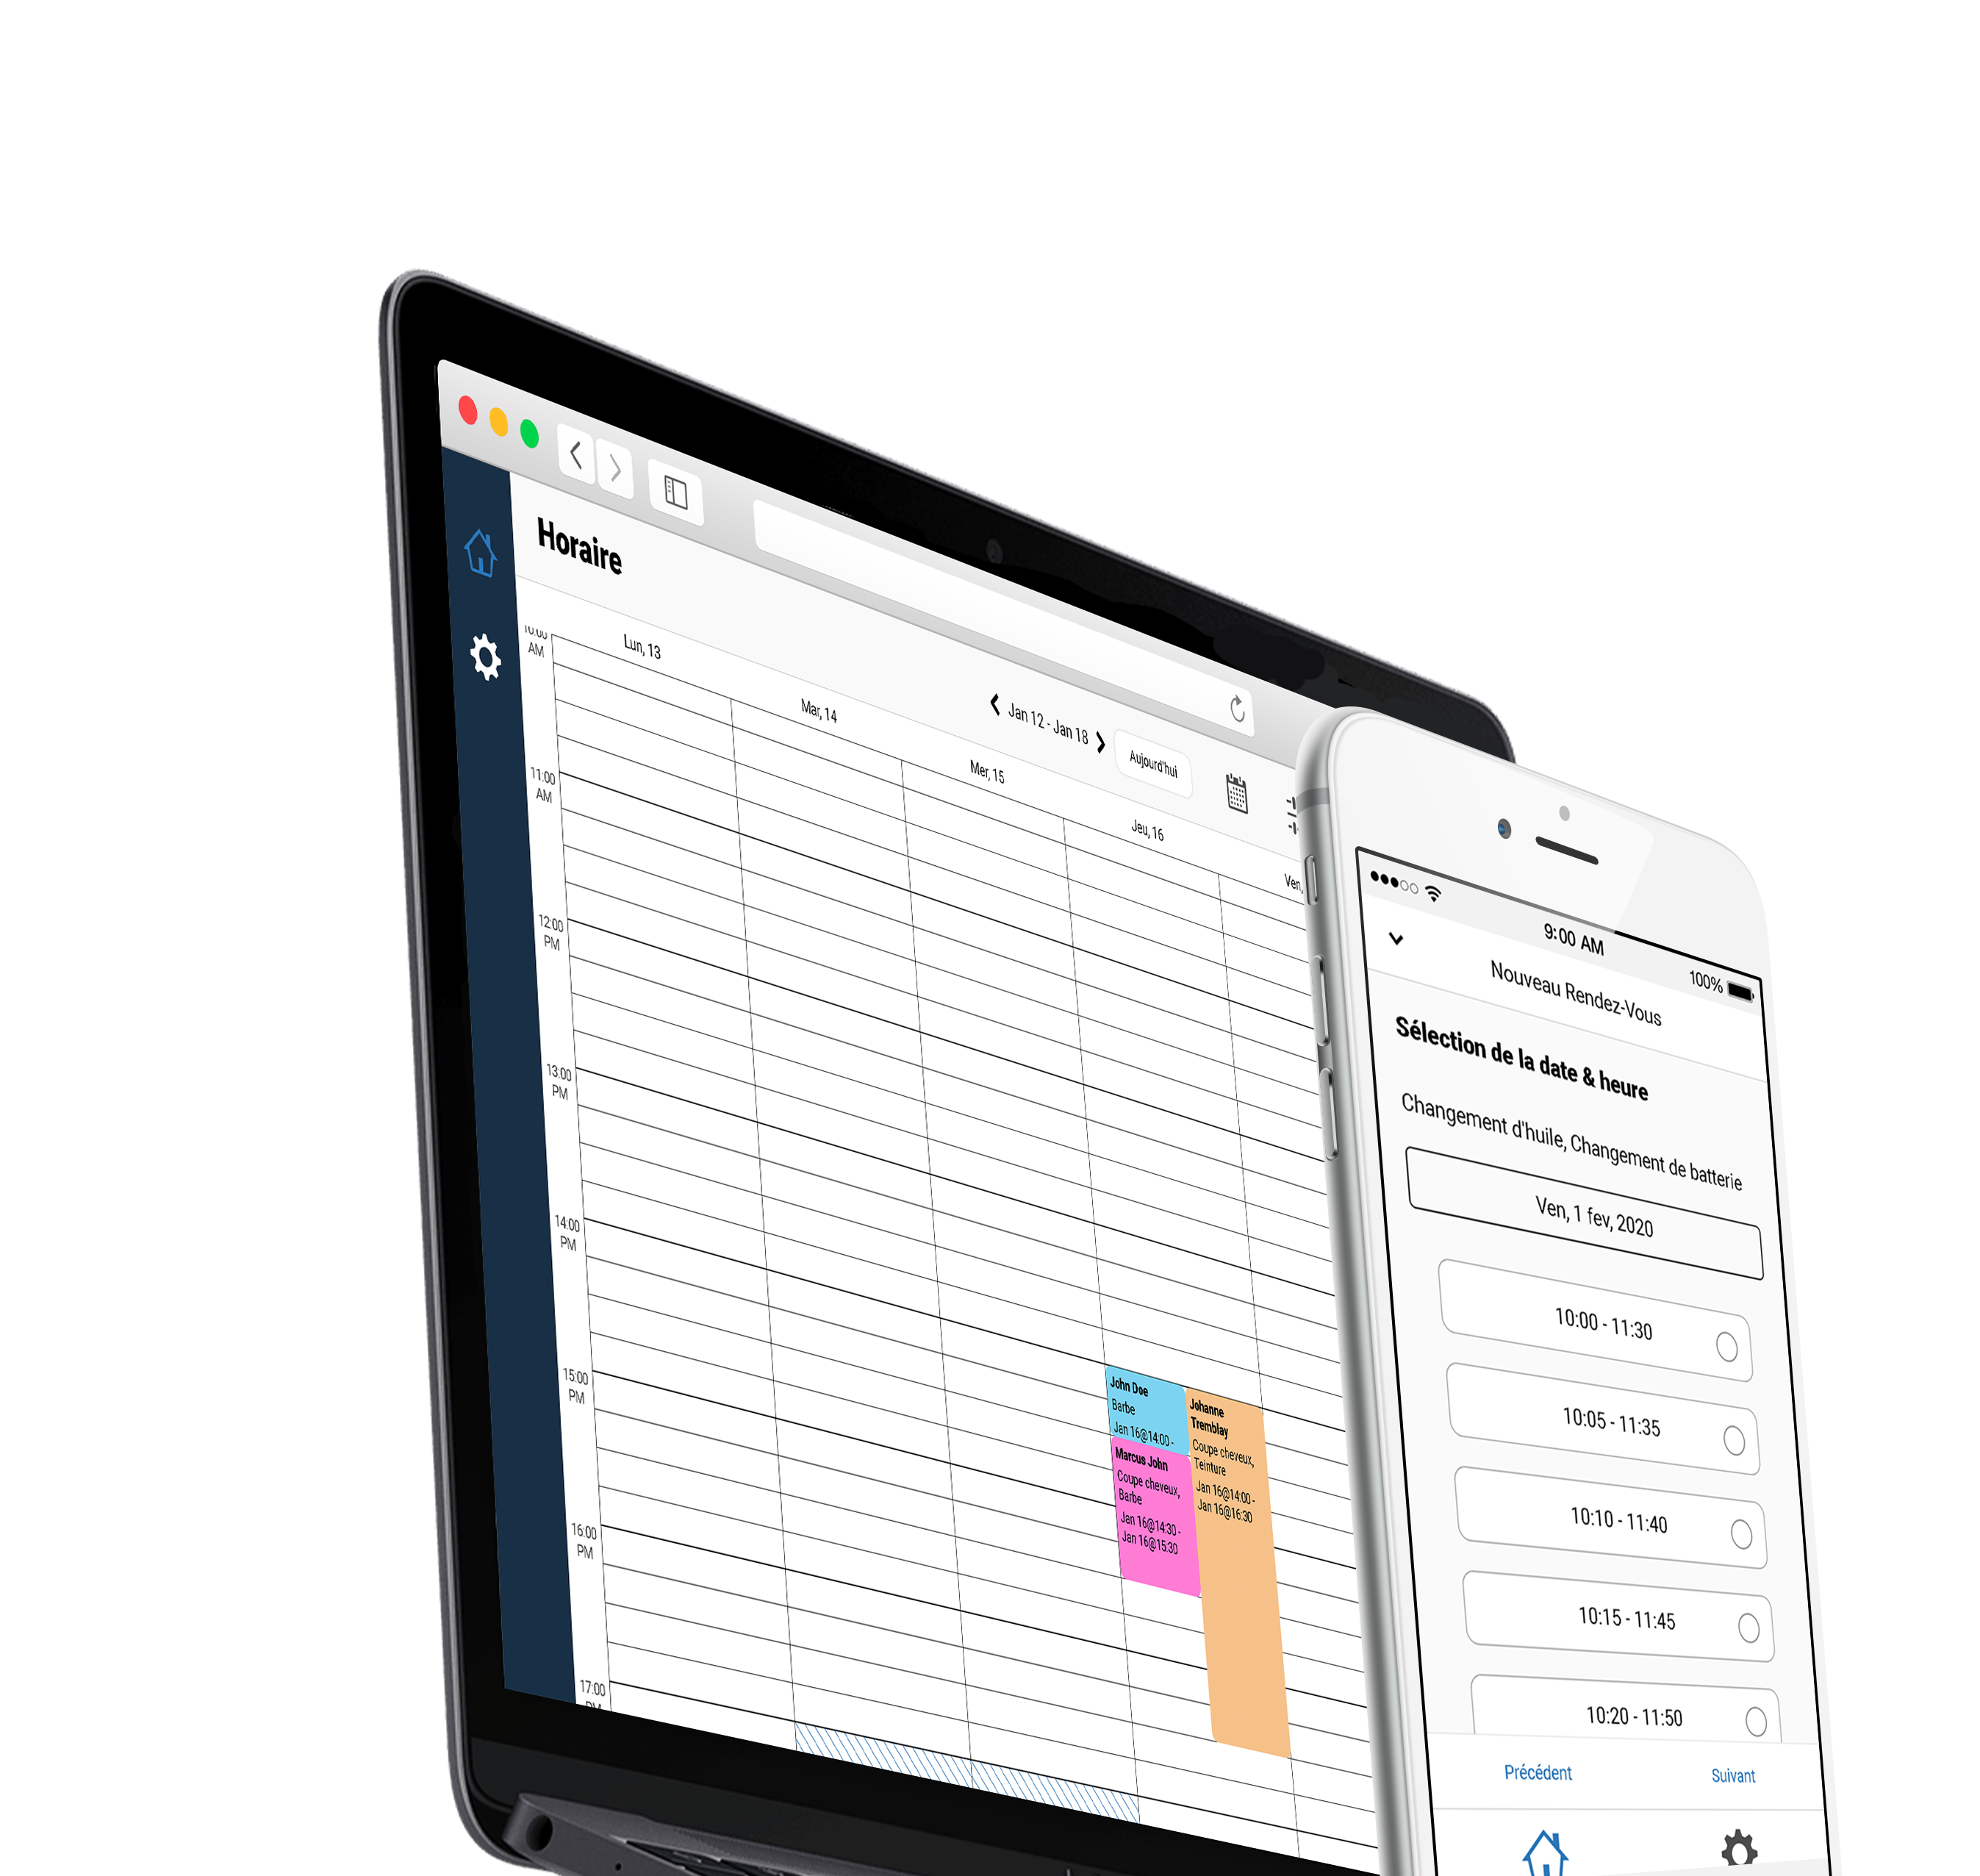 Horaire
Jan 12 - Jan 18
Aujourd'hui
Lun, 13
Mar, 14
Mer, 15
Jeu, 16
Ven,
10:00
AM
11:00
AM
12:00
PM
13:00
PM
14:00
PM
15:00
PM
16:00
PM
17:00
PM
John Doe
Barbe
Jan 16@14:00 -
Marcus John
Coupe cheveux,
Barbe
Jan 16@14:30 -
Jan 16@15:30
Johanne
Tremblay
Coupe cheveux,
Teinture
Jan 16@14:00 -
Jan 16@16:30
9:00 AM
100%
Nouveau Rendez-Vous
Sélection de la date & heure
Changement d'huile, Changement de batterie
Ven, 1 fev, 2020
10:00 - 11:30
10:05 - 11:35
10:10 - 11:40
10:15 - 11:45
10:20 - 11:50
Précédent
Suivant